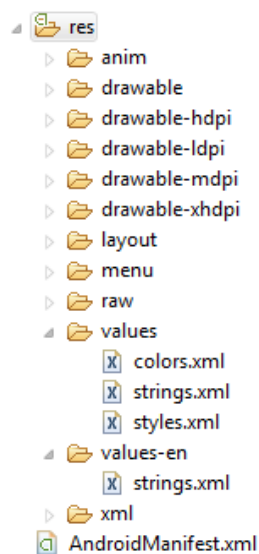 res
anim
drawable
drawable-hdpi
drawable-ldpi
drawable-mdpi
drawable-xhdpi
layout
menu
raw
values
colors.xml
strings.xml
styles.xml
values-en
strings.xml
xml
AndroidManifest.xml